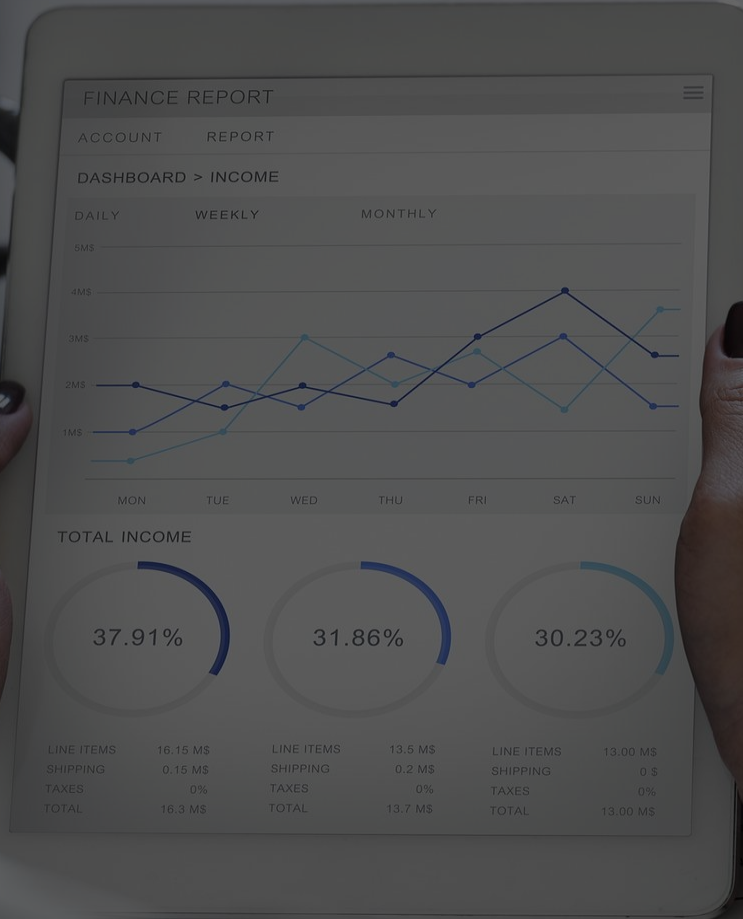 FINANCE REPORT
ACCOUNT REPORT
DASHBOARD > INCOME
DAILY WEEKLY MONTHLY
5M$
4M$
3M$
2M$
1M$
MON TUE WED THU FRI SAT SUN
TOTAL INCOME
37.91% 31.86% 30.23%
LINE ITEMS 16.15 M$ LINE ITEMS 13.5 M$ LINE ITEMS 13.00 M$
SHIPPING 0.15 M$ SHIPPING 0.2 M$ SHIPPING 0 $
TAXES 0% TAXES 0% TAXES 0%
TOTAL 16.3 M$ TOTAL 13.7 M$ TOTAL 13.00 M$